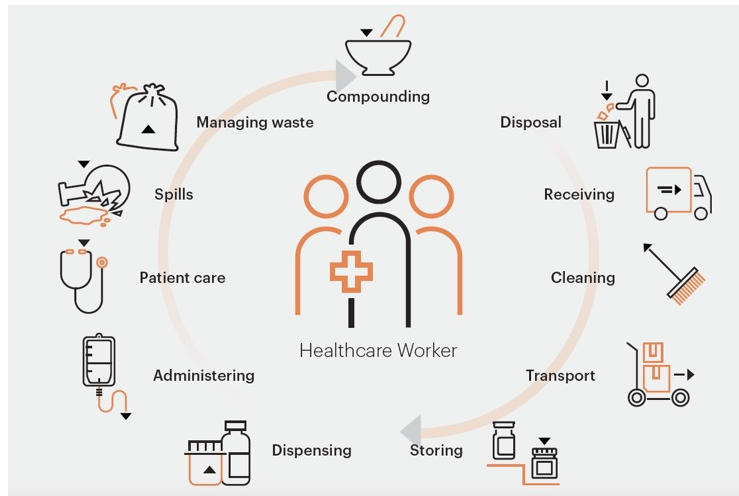 Compounding
Disposal
Receiving
Cleaning
Transport
Storing
Dispensing
Administering
Patient care
Spills
Managing waste
Healthcare Worker